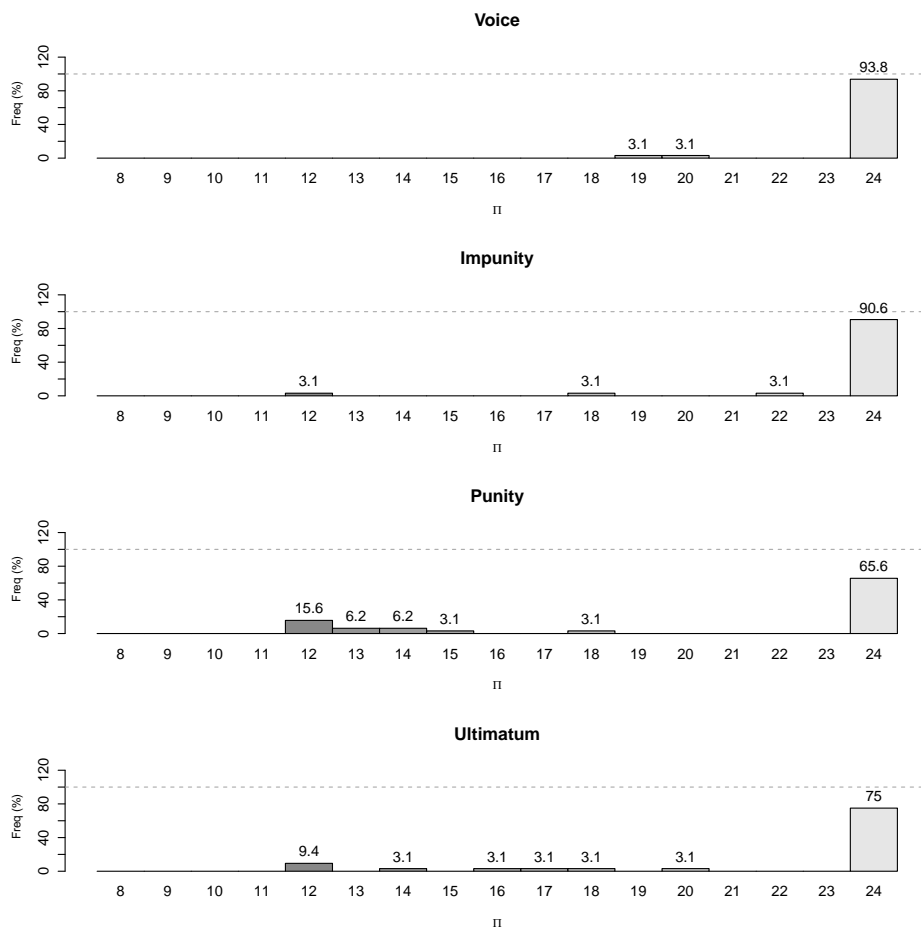 Voice
Freq (%)
0 40 80 120
93.8
3.1 3.1
8 9 10 11 12 13 14 15 16 17 18 19 20 21 22 23 24
Π
Impunity
Freq (%)
0 40 80 120
90.6
3.1 3.1 3.1
8 9 10 11 12 13 14 15 16 17 18 19 20 21 22 23 24
Π
Punity
Freq (%)
0 40 80 120
65.6
15.6 6.2 6.2 3.1 3.1
8 9 10 11 12 13 14 15 16 17 18 19 20 21 22 23 24
Π
Ultimatum
Freq (%)
0 40 80 120
75
9.4 3.1 3.1 3.1 3.1 3.1
8 9 10 11 12 13 14 15 16 17 18 19 20 21 22 23 24
Π